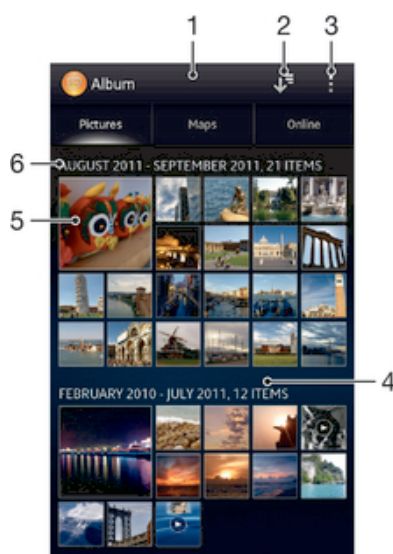 1 2 3
Album
Pictures Maps Online
6 AUGUST 2011 - SEPTEMBER 2011, 21 ITEMS
5
4
FEBRUARY 2010 - JULY 2011, 12 ITEMS